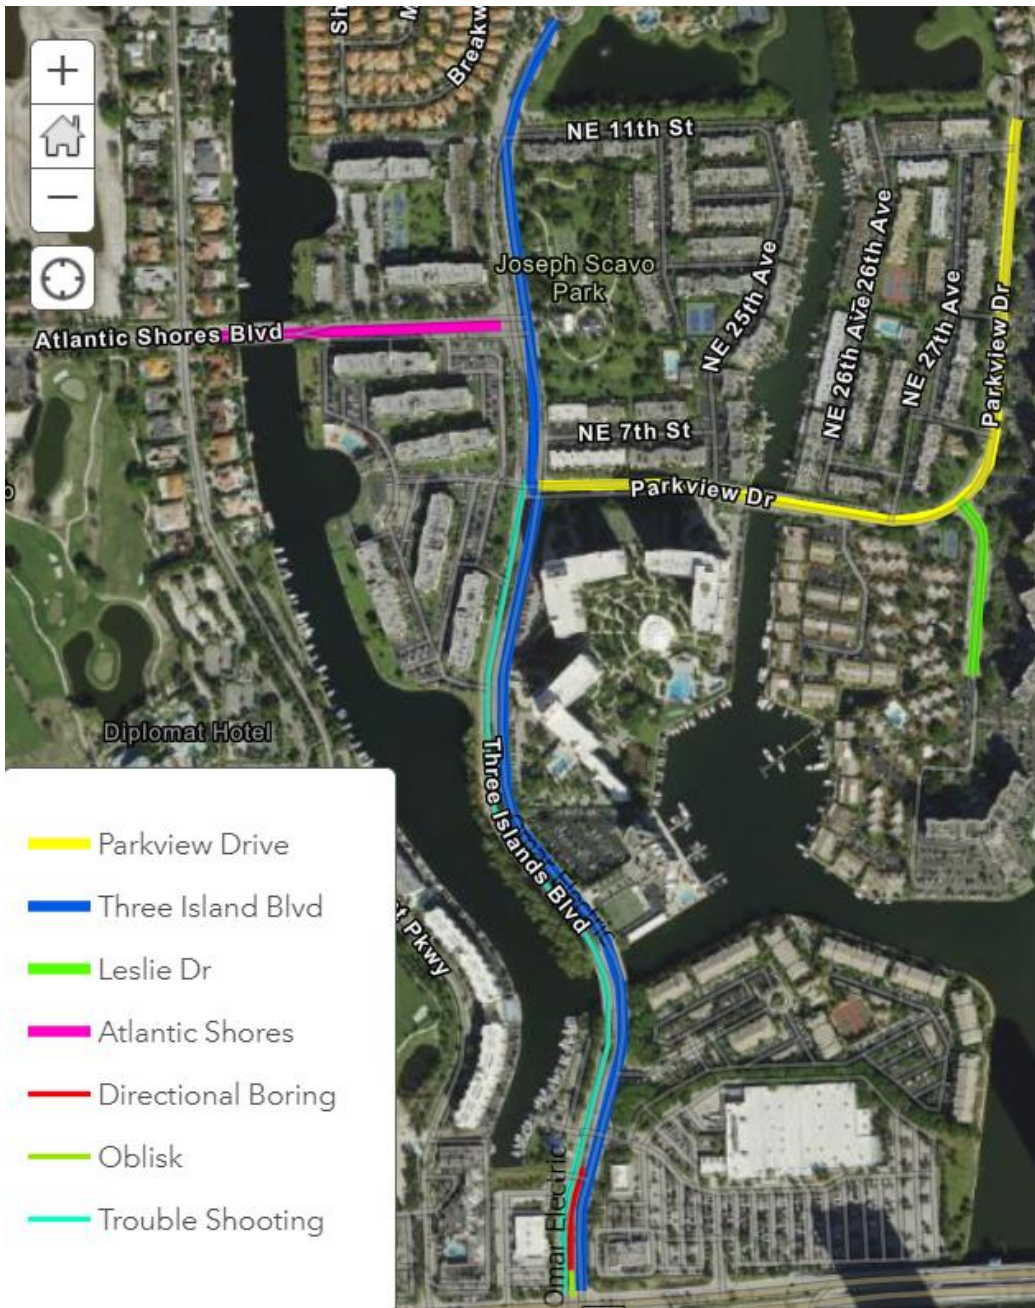 Sh
M
Breakw
+
NE 11th St
−
Joseph Scavo
Park
NE 25th Ave
NE 26th Ave
26th Ave
NE 27th Ave
Parkview Dr
Atlantic Shores Blvd
NE 7th St
Parkview Dr
o
Diplomat Hotel
Three Islands Blvd
Pkwy
Omar Electric
Parkview Drive
Three Island Blvd
Leslie Dr
Atlantic Shores
Directional Boring
Oblisk
Trouble Shooting